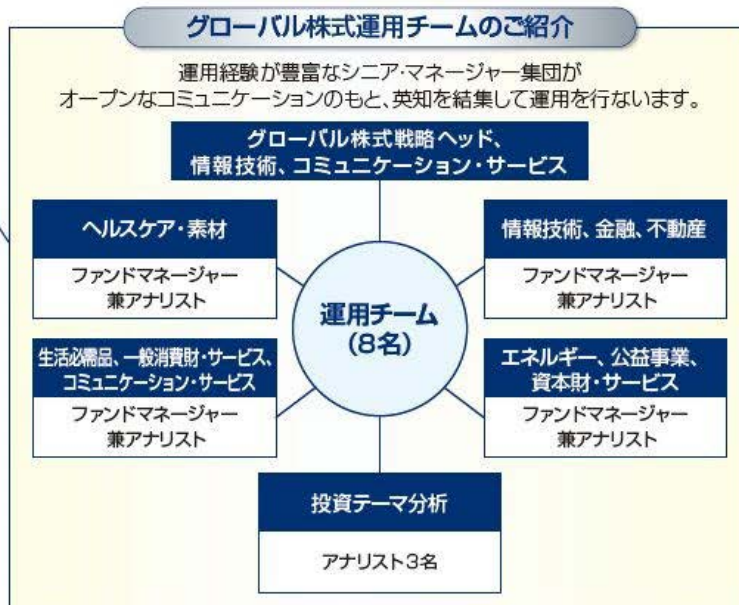 グローバル株式運用チームのご紹介
運用経験が豊富なシニア・マネージャー集団が
オープンなコミュニケーションのもと、英知を結集して運用を行ないます。
グローバル株式戦略ヘッド、
情報技術、コミュニケーション・サービス
ヘルスケア・素材
ファンドマネージャー
兼アナリスト
情報技術、金融、不動産
ファンドマネージャー
兼アナリスト
運用チーム
(8名)
生活必需品、一般消費財・サービス、
コミュニケーション・サービス
ファンドマネージャー
兼アナリスト
エネルギー、公益事業、
資本財・サービス
ファンドマネージャー
兼アナリスト
投資テーマ分析
アナリスト3名